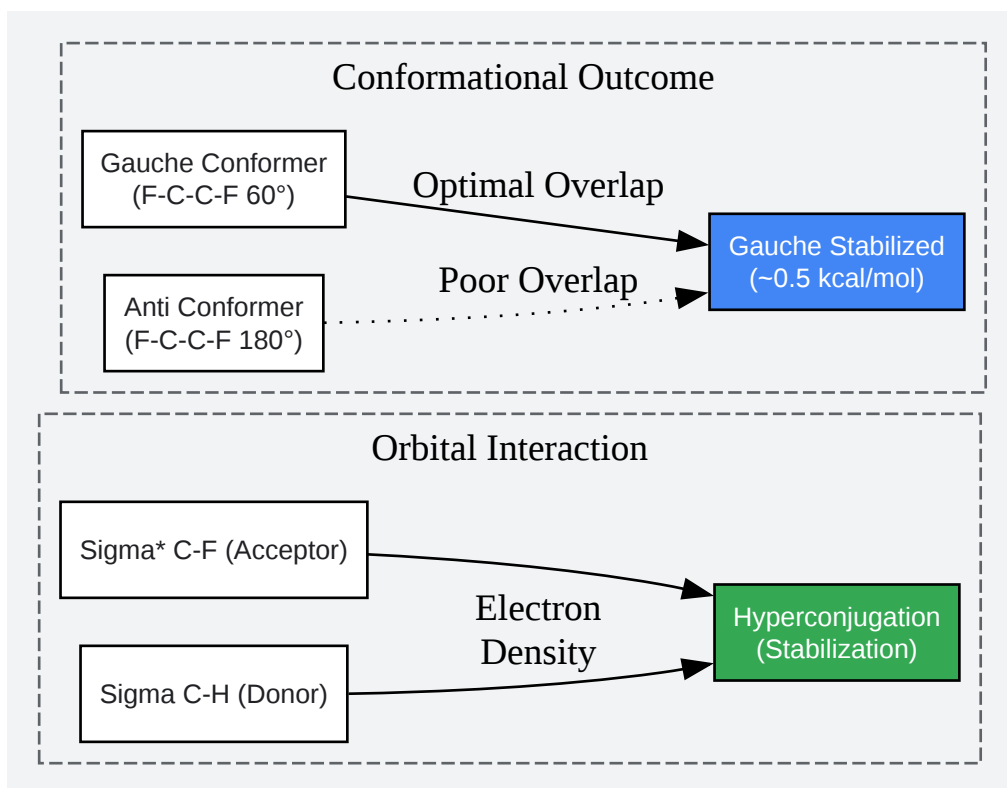 Conformational Outcome
Gauche Conformer
(F-C-C-F 60°)
Optimal Overlap
Gauche Stabilized
(~0.5 kcal/mol)
Poor Overlap
Anti Conformer
(F-C-C-F 180°)
Orbital Interaction
Sigma* C-F (Acceptor)
Electron
Density
Hyperconjugation
(Stabilization)
Sigma C-H (Donor)